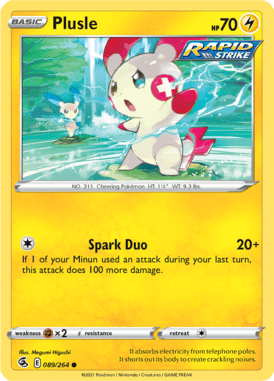 BASIC Plusle HP 70
RAPID STRIKE
NO. 311 Cheering Pokémon HT. 1'4" WT. 9.3 lbs.
Spark Duo 20+
If 1 of your Minun used an attack during your last turn,
this attack does 100 more damage.
weakness ×2 resistance retreat
Illus. Megumi Higuchi
E 089/264
It absorbs electricity from telephone poles.
It shorts out its body to create crackling noises.
©2021 Pokémon / Nintendo / Creatures / GAME FREAK